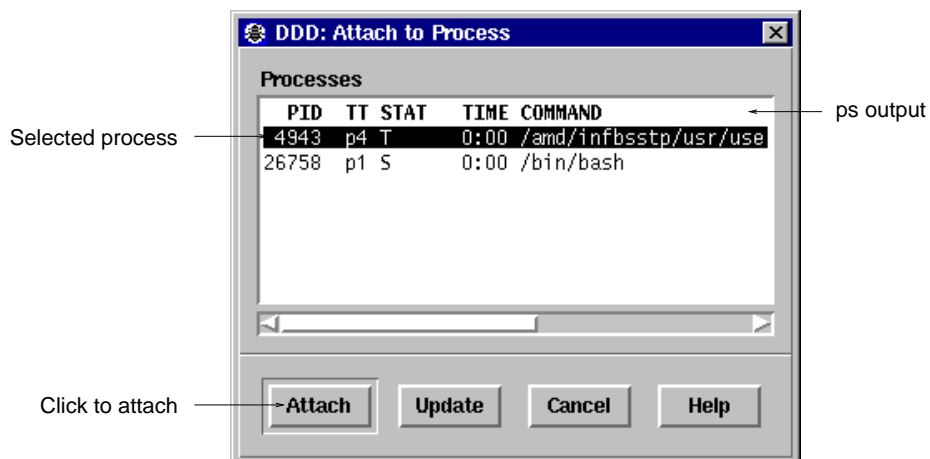 DDD: Attach to Process
Processes
PID TT STAT TIME COMMAND
ps output
Selected process
4943 p4 T 0:00 /amd/infbsstp/usr/use
26758 p1 S 0:00 /bin/bash
Click to attach
Attach Update Cancel Help